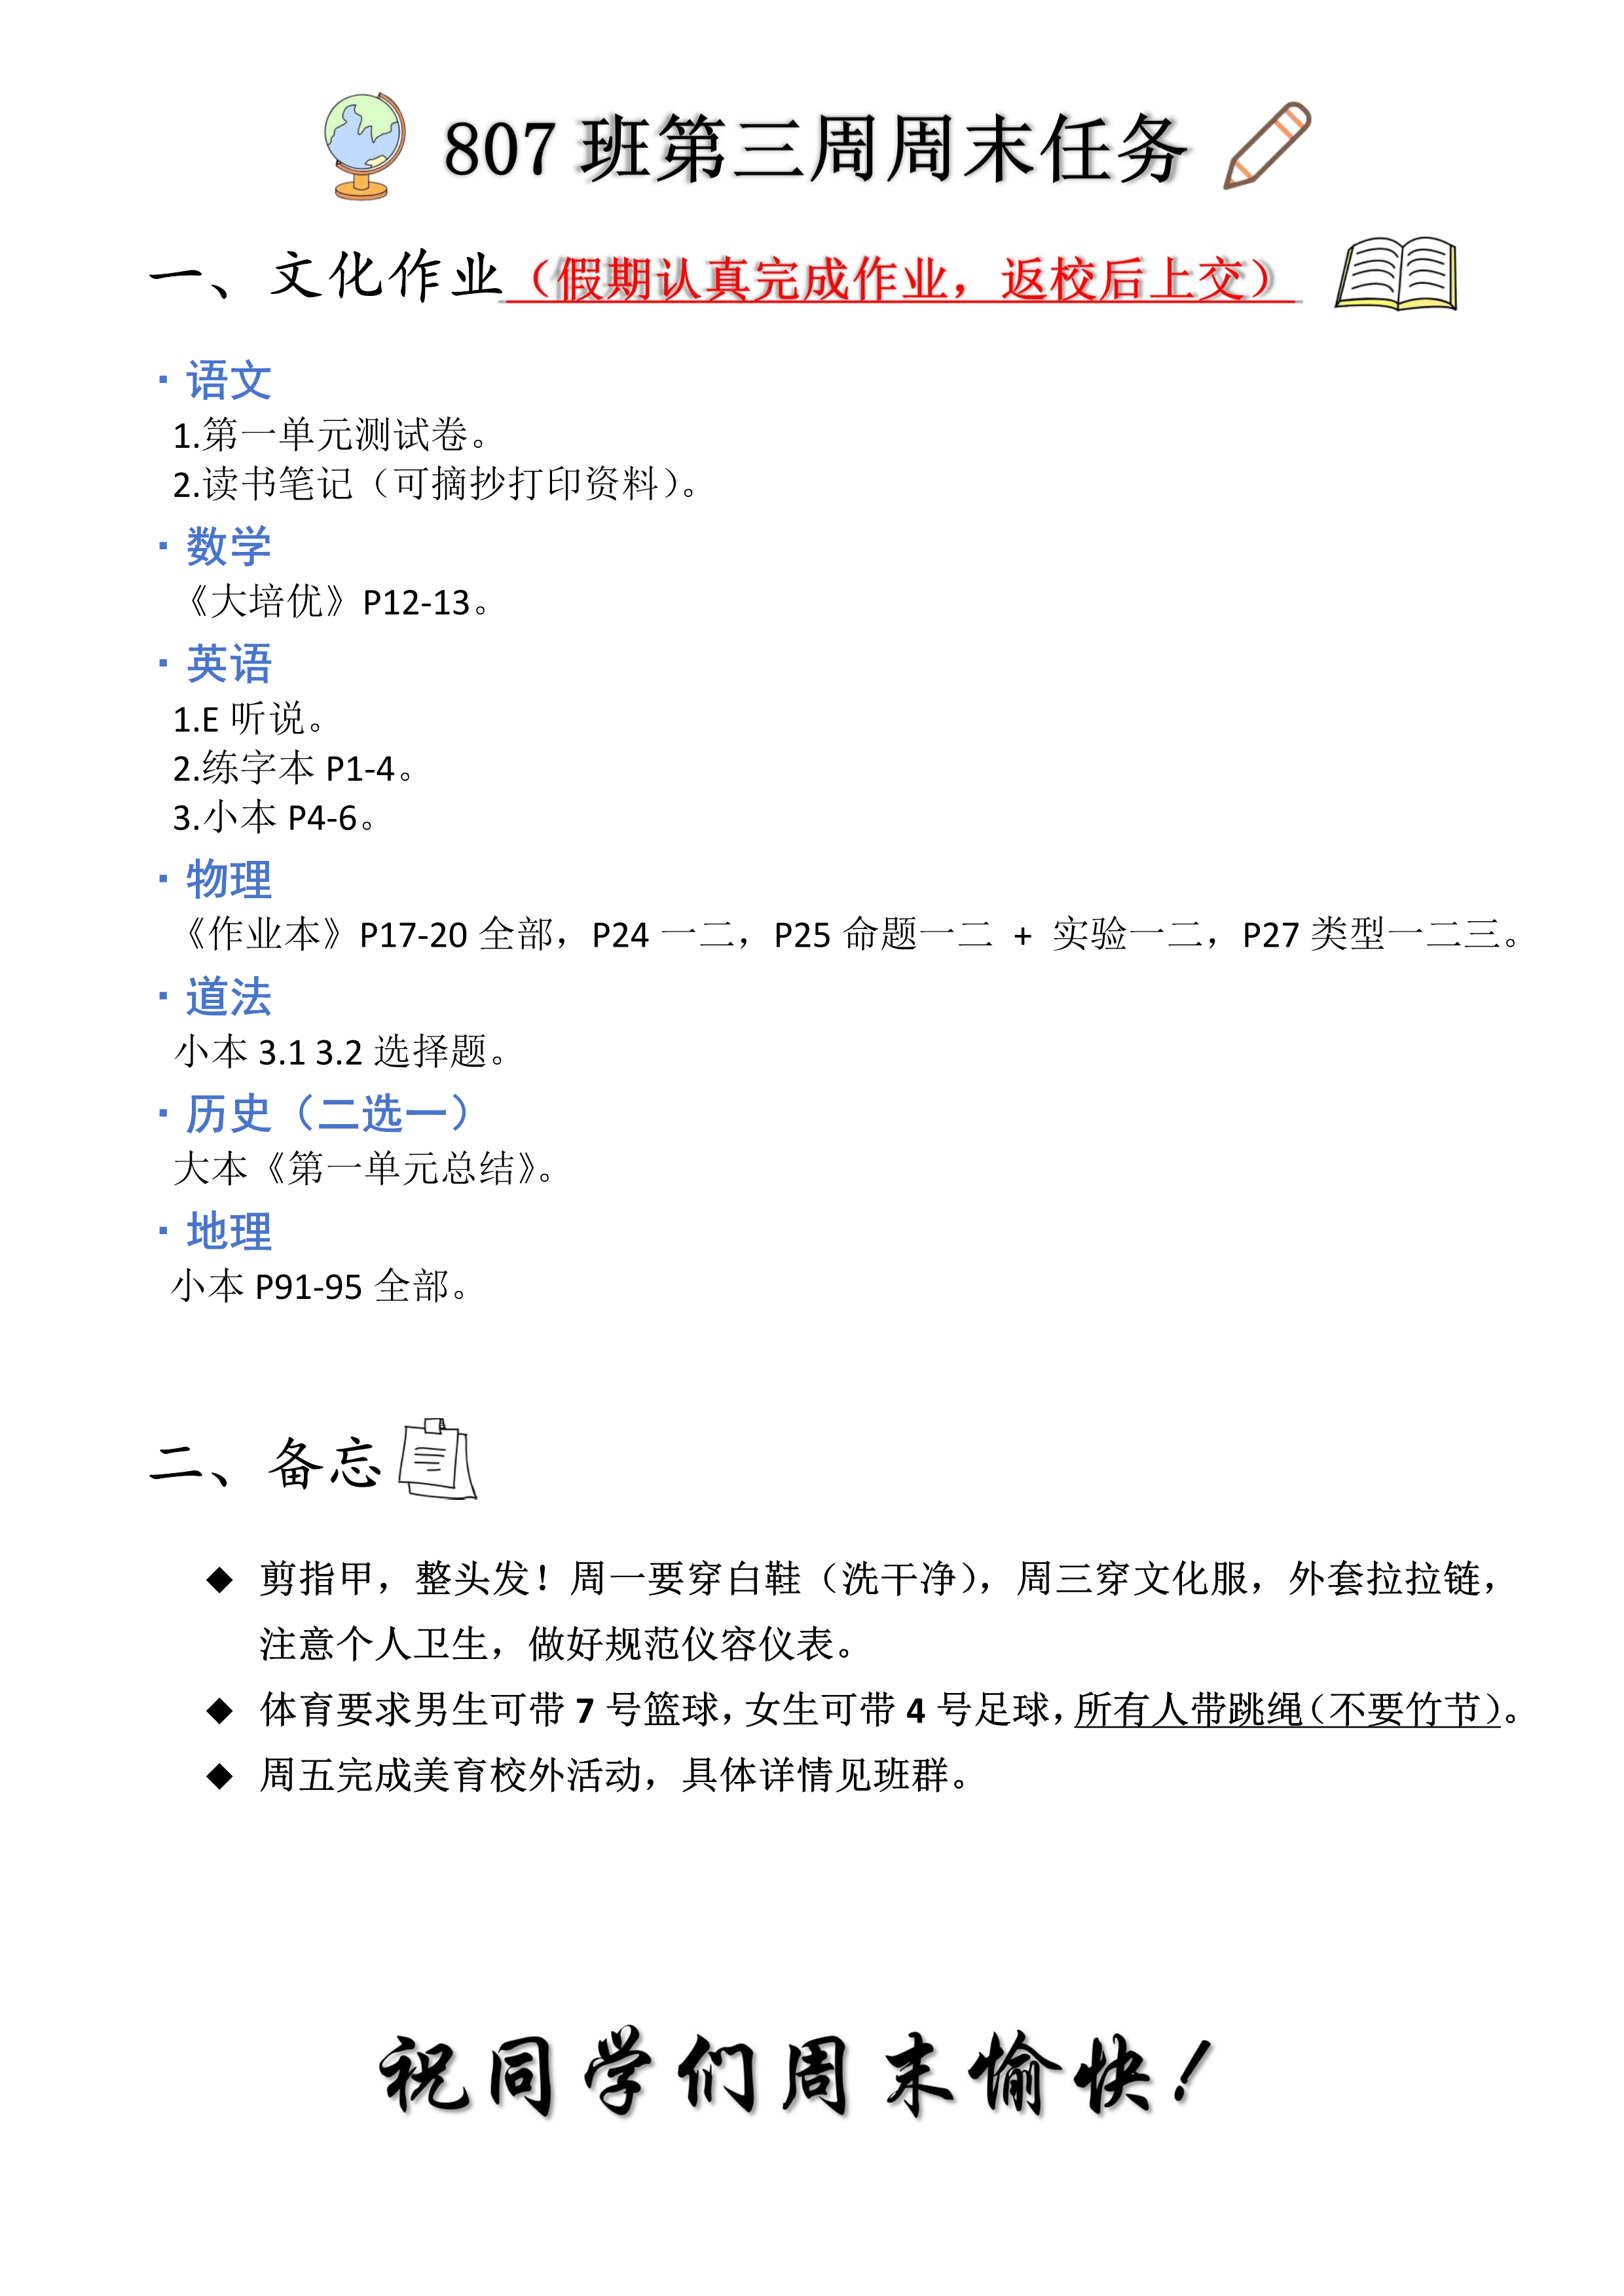 807 班第三周周末任务
一、文化作业（假期认真完成作业，返校后上交）
· 语文
1.第一单元测试卷。
2.读书笔记（可摘抄打印资料）。
· 数学
《大培优》P12-13。
· 英语
1.E 听说。
2.练字本 P1-4。
3.小本 P4-6。
· 物理
《作业本》P17-20 全部，P24 一二，P25 命题一二 + 实验一二，P27 类型一二三。
· 道法
小本 3.1 3.2 选择题。
· 历史（二选一）
大本《第一单元总结》。
· 地理
小本 P91-95 全部。
二、备忘
◆ 剪指甲，整头发！周一要穿白鞋（洗干净），周三穿文化服，外套拉拉链，
注意个人卫生，做好规范仪容仪表。
◆ 体育要求男生可带 7 号篮球，女生可带 4 号足球，所有人带跳绳（不要竹节）。
◆ 周五完成美育校外活动，具体详情见班群。
祝同学们周末愉快！